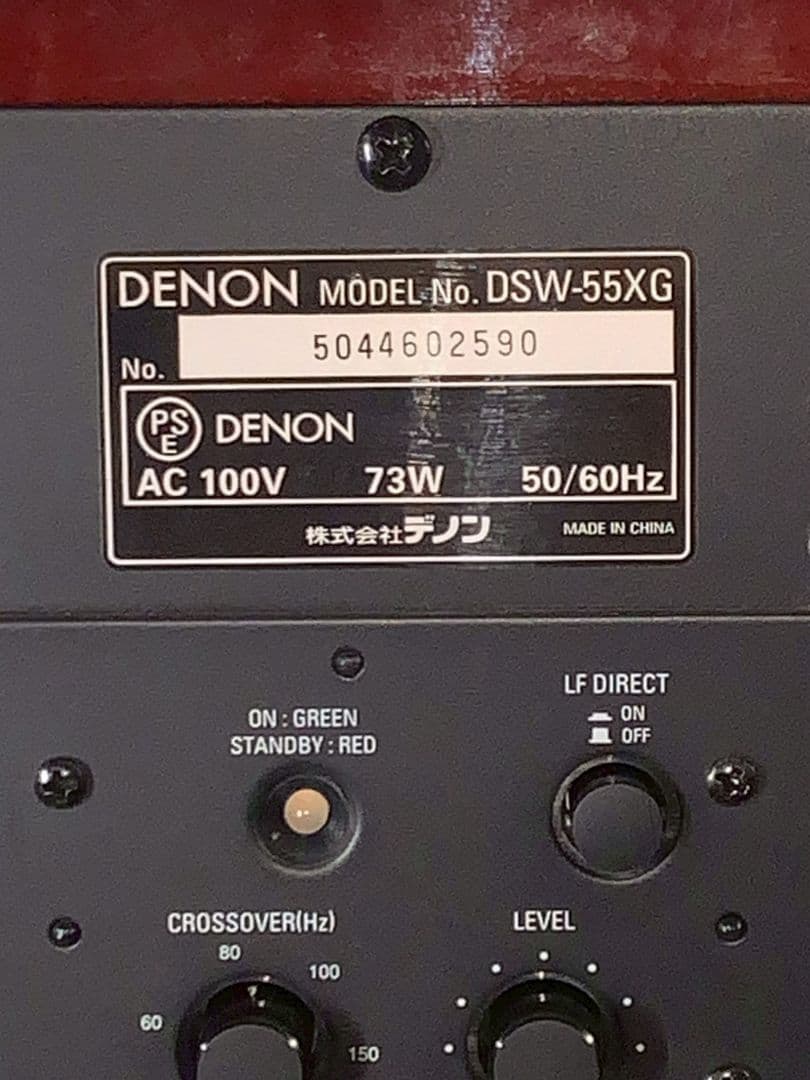 DENON MODEL No. DSW-55XG
No. 5044602590
PSE DENON
AC 100V 73W 50/60Hz
株式会社デノン MADE IN CHINA
LF DIRECT
ON
OFF
ON : GREEN
STANDBY : RED
CROSSOVER(Hz)
LEVEL
80
100
60
150